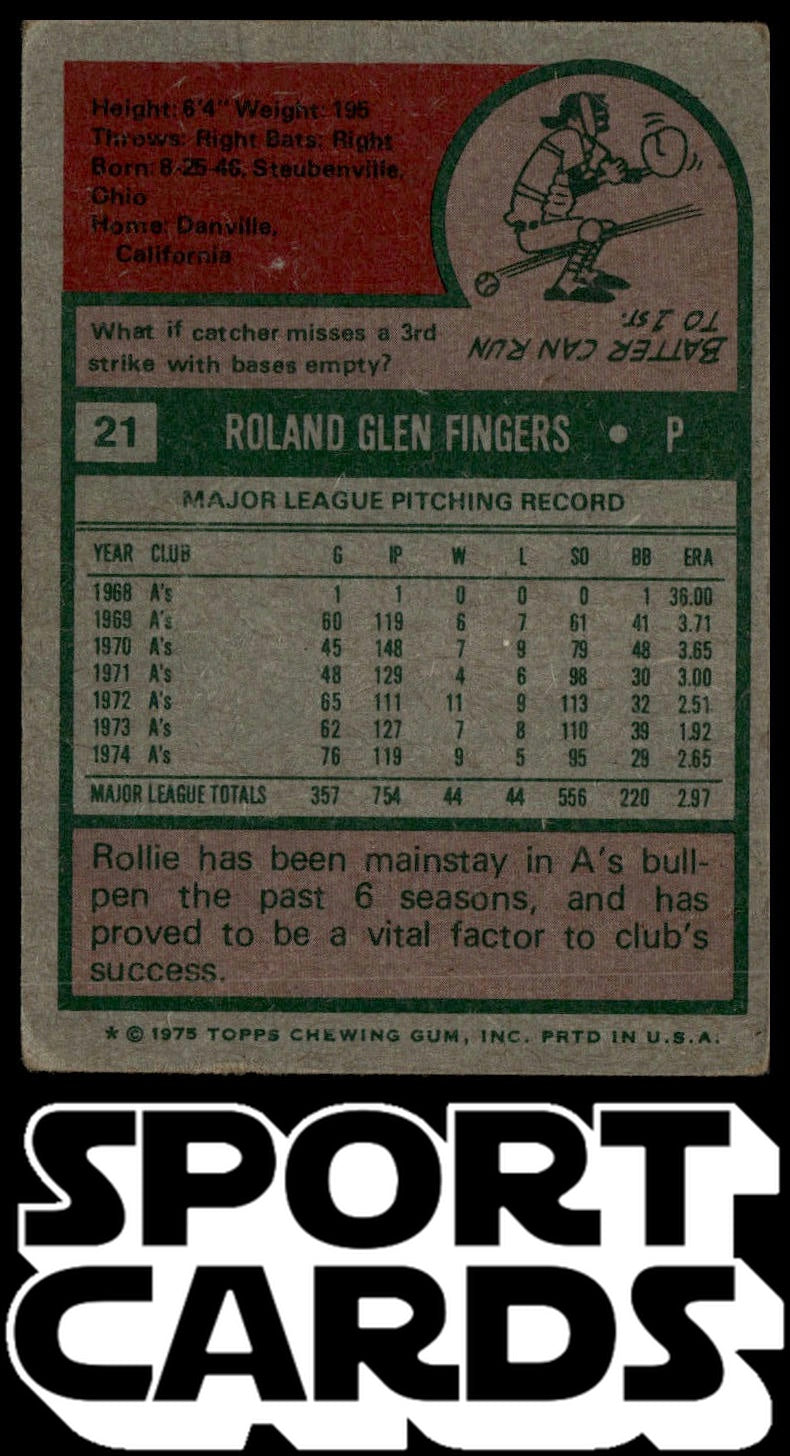 Height: 6'4" Weight: 195
Throws: Right Bats: Right
Born: 8-25-46, Steubenville,
Ohio
Home: Danville,
California
What if catcher misses a 3rd
strike with bases empty?
BATTER CAN RUN
TO 1ST.
21 ROLAND GLEN FINGERS • P
MAJOR LEAGUE PITCHING RECORD
YEAR CLUB G IP W L SO BB ERA
1968 A's 1 1 0 0 0 1 36.00
1969 A's 60 119 6 7 61 41 3.71
1970 A's 45 148 7 9 79 48 3.65
1971 A's 48 129 4 6 98 30 3.00
1972 A's 65 111 11 9 113 32 2.51
1973 A's 62 127 7 8 110 39 1.92
1974 A's 76 119 9 5 95 29 2.65
MAJOR LEAGUE TOTALS 357 754 44 44 556 220 2.97
Rollie has been mainstay in A's bull-
pen the past 6 seasons, and has
proved to be a vital factor to club's
success.
* © 1975 TOPPS CHEWING GUM, INC. PRTD IN U.S.A.
SPORT
CARDS